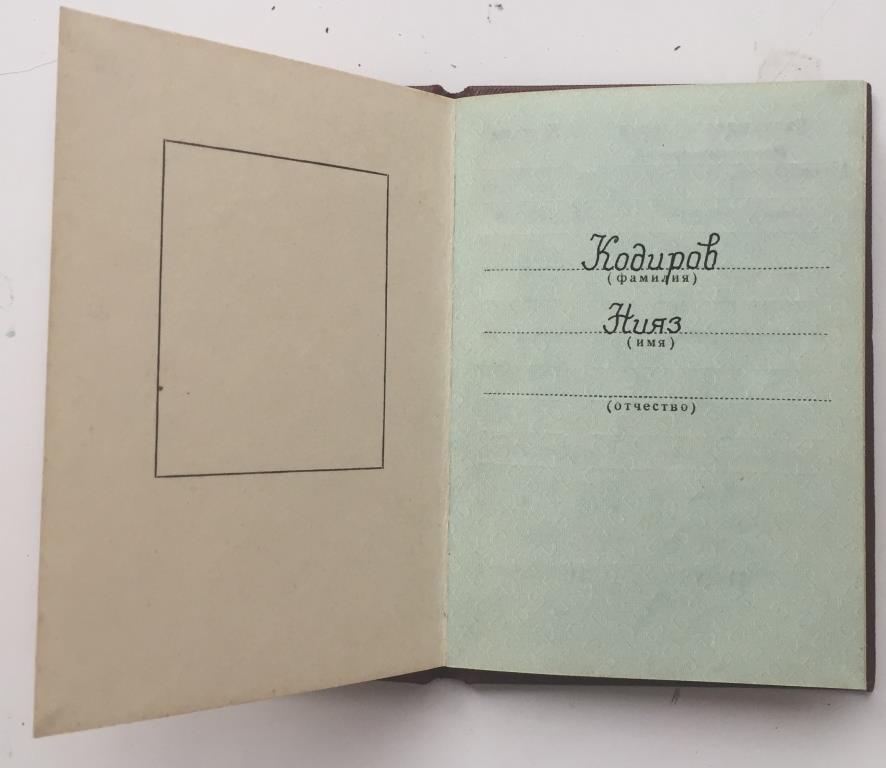 Кодиров
(фамилия)
Нияз
(имя)
(отчество)